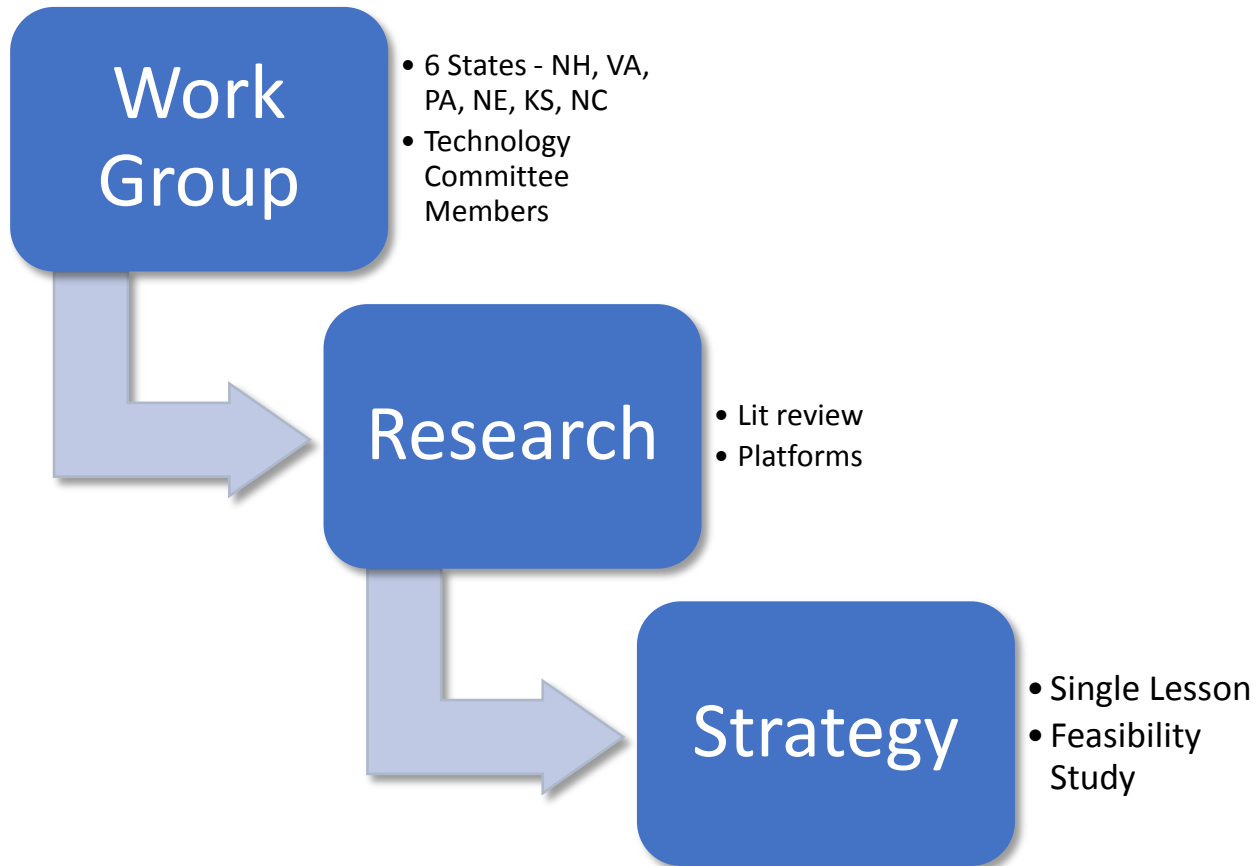 Work
Group
• 6 States - NH, VA,
PA, NE, KS, NC
• Technology
Committee
Members
Research
• Lit review
• Platforms
Strategy
• Single Lesson
• Feasibility
Study